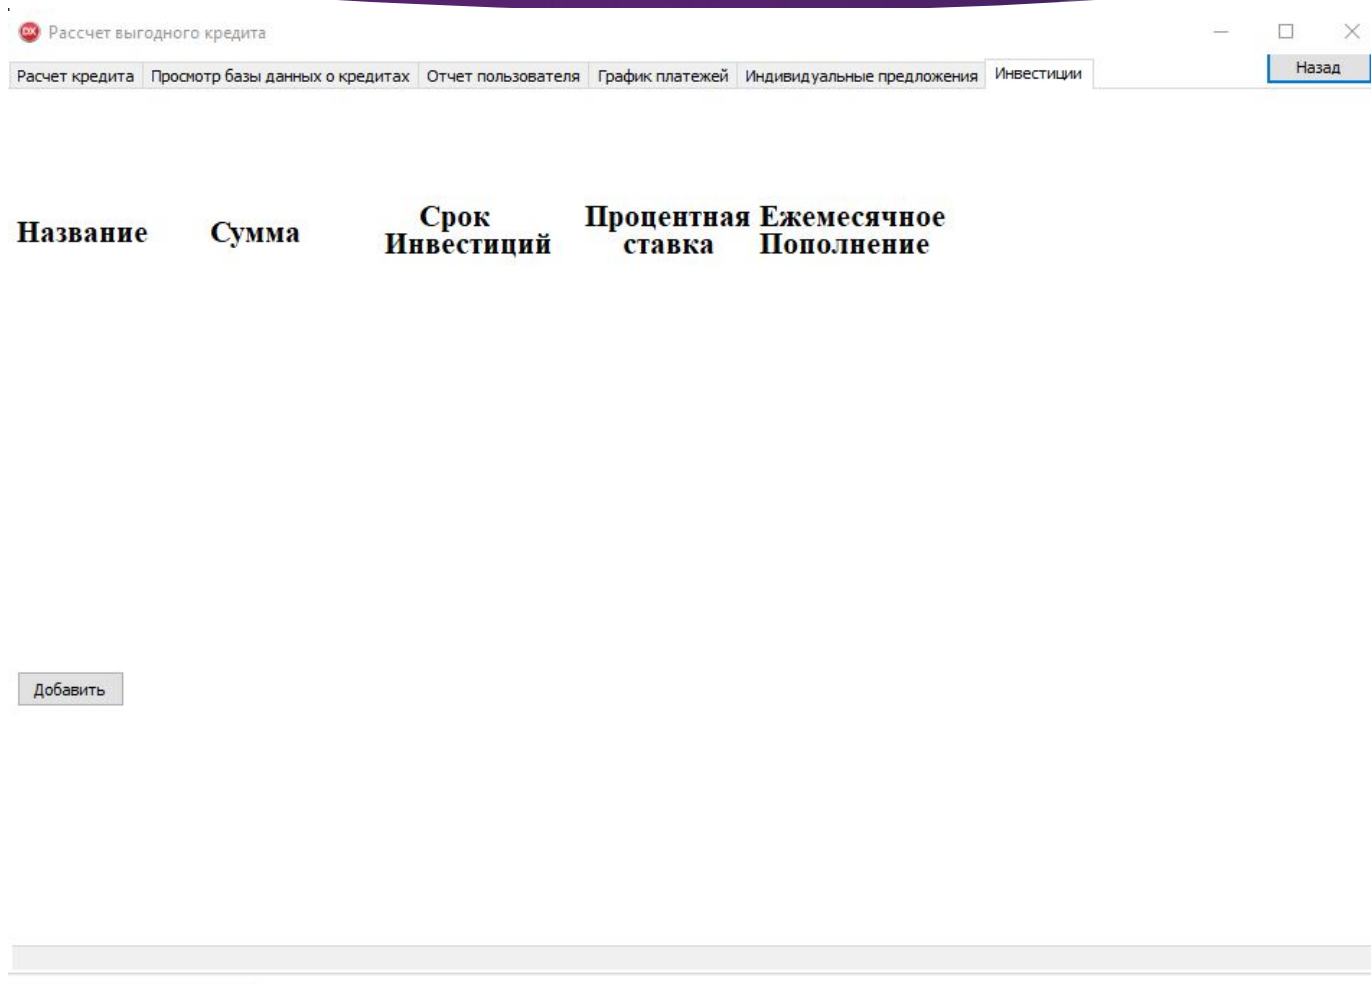 DX Рассчет выгодного кредита
Расчет кредита Просмотр базы данных о кредитах Отчет пользователя График платежей Индивидуальные предложения Инвестиции Назад
Название Сумма Срок Инвестиций Процентная ставка Ежемесячное Пополнение
Добавить